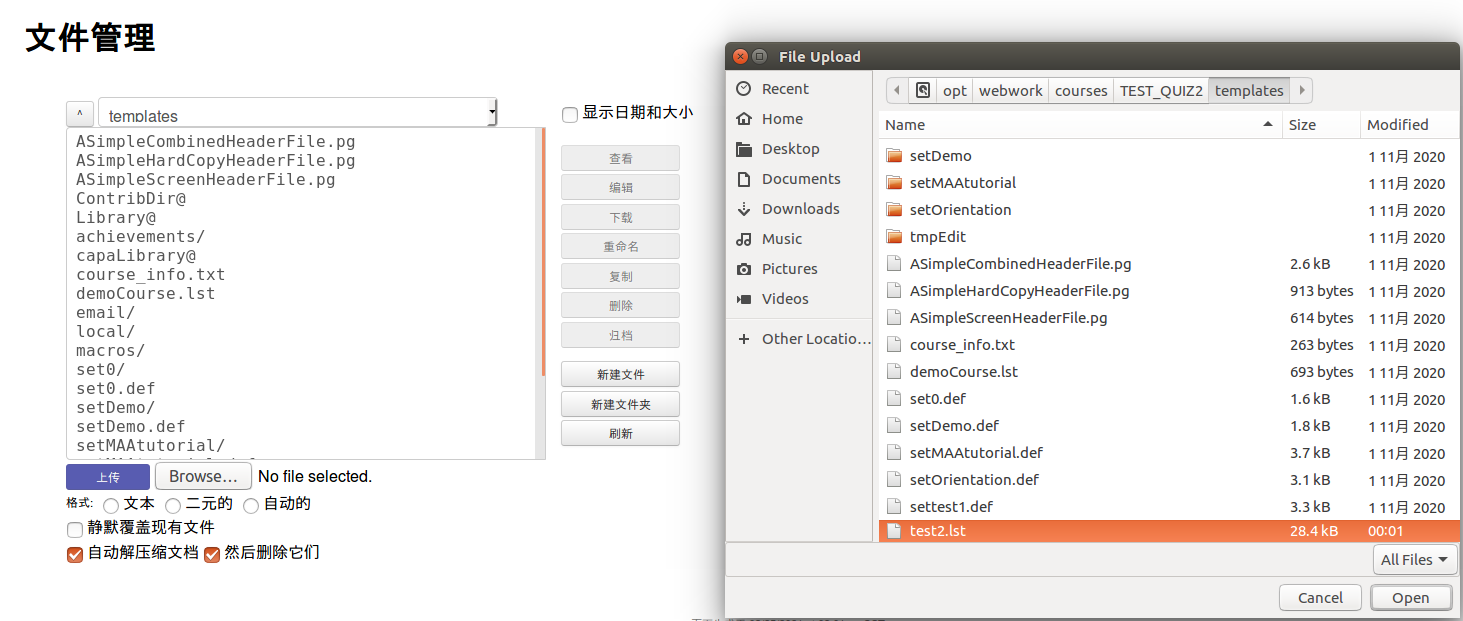 文件管理
^
templates
显示日期和大小
ASimpleCombinedHeaderFile.pg
ASimpleHardCopyHeaderFile.pg
ASimpleScreenHeaderFile.pg
ContribDir@
Library@
achievements/
capaLibrary@
course_info.txt
demoCourse.lst
email/
local/
macros/
set0/
set0.def
setDemo/
setDemo.def
setMAAtutorial/
查看
编辑
下载
重命名
复制
删除
归档
新建文件
新建文件夹
刷新
上传 Browse... No file selected.
格式: 文本 二元的 自动的
静默覆盖现有文件
自动解压缩文档 然后删除它们
File Upload
Recent
Home
Desktop
Documents
Downloads
Music
Pictures
Videos
+ Other Locatio...
opt webwork courses TEST_QUIZ2 templates
Name Size Modified
setDemo 1 11月 2020
setMAAtutorial 1 11月 2020
setOrientation 1 11月 2020
tmpEdit 1 11月 2020
ASimpleCombinedHeaderFile.pg 2.6 kB 1 11月 2020
ASimpleHardCopyHeaderFile.pg 913 bytes 1 11月 2020
ASimpleScreenHeaderFile.pg 614 bytes 1 11月 2020
course_info.txt 263 bytes 1 11月 2020
demoCourse.lst 693 bytes 1 11月 2020
set0.def 1.6 kB 1 11月 2020
setDemo.def 1.8 kB 1 11月 2020
setMAAtutorial.def 3.7 kB 1 11月 2020
setOrientation.def 3.1 kB 1 11月 2020
settest1.def 3.3 kB 1 11月 2020
test2.lst 28.4 kB 00:01
All Files
Cancel Open